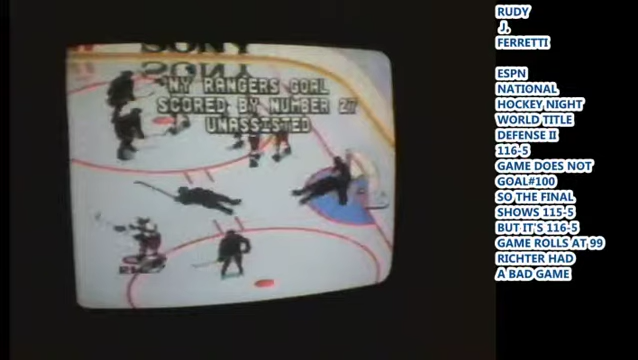 SONY
SONY
NY RANGERS GOAL
SCORED BY NUMBER 27
UNASSISTED
RUDY
J.
FERRETTI
ESPN
NATIONAL
HOCKEY NIGHT
WORLD TITLE
DEFENSE II
116-5
GAME DOES NOT
GOAL#100
SO THE FINAL
SHOWS 115-5
BUT IT'S 116-5
GAME ROLLS AT 99
RICHTER HAD
A BAD GAME